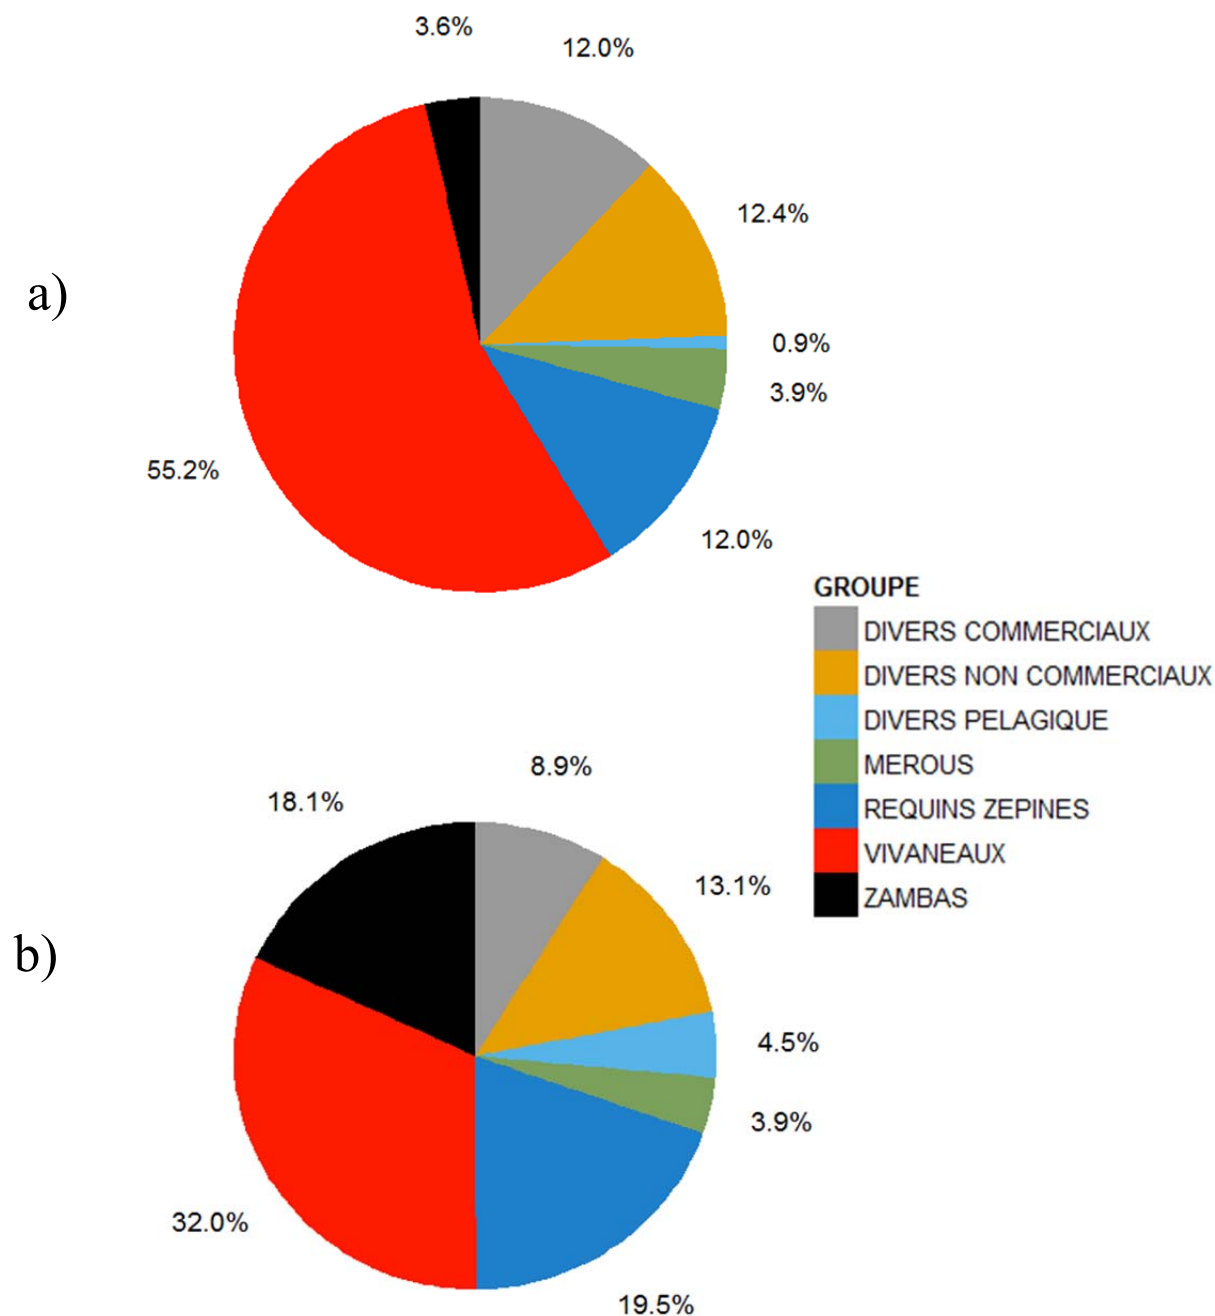 3.6%
12.0%
12.4%
a)
0.9%
3.9%
55.2%
12.0%
GROUPE
DIVERS COMMERCIAUX
DIVERS NON COMMERCIAUX
DIVERS PELAGIQUE
MEROUS
REQUINS ZEPINES
VIVANEAUX
ZAMBAS
8.9%
18.1%
13.1%
b)
4.5%
3.9%
32.0%
19.5%